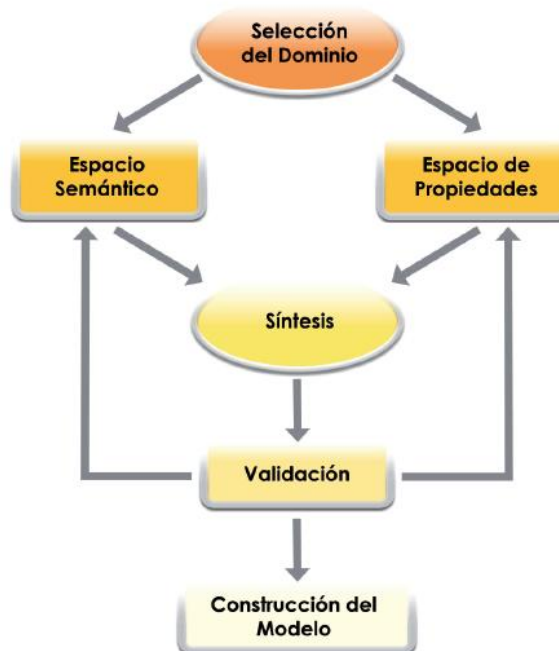 Selección
del Dominio
Espacio
Semántico
Espacio de
Propiedades
Síntesis
Validación
Construcción del
Modelo